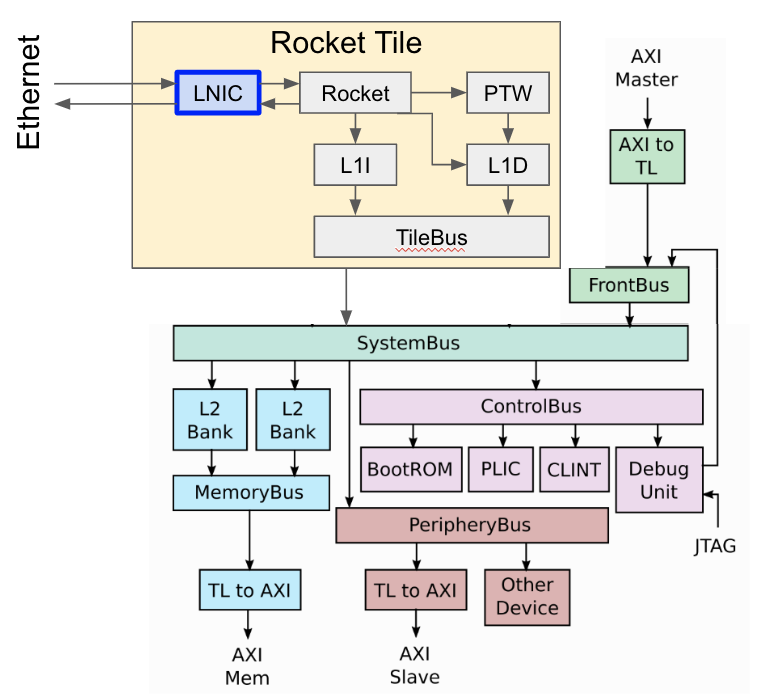 Rocket Tile
Ethernet
LNIC
Rocket
PTW
L1I
L1D
TileBus
AXI
Master
AXI to
TL
FrontBus
SystemBus
L2
Bank
L2
Bank
ControlBus
BootROM
PLIC
CLINT
Debug
Unit
MemoryBus
PeripheryBus
JTAG
TL to AXI
TL to AXI
Other
Device
AXI
Mem
AXI
Slave